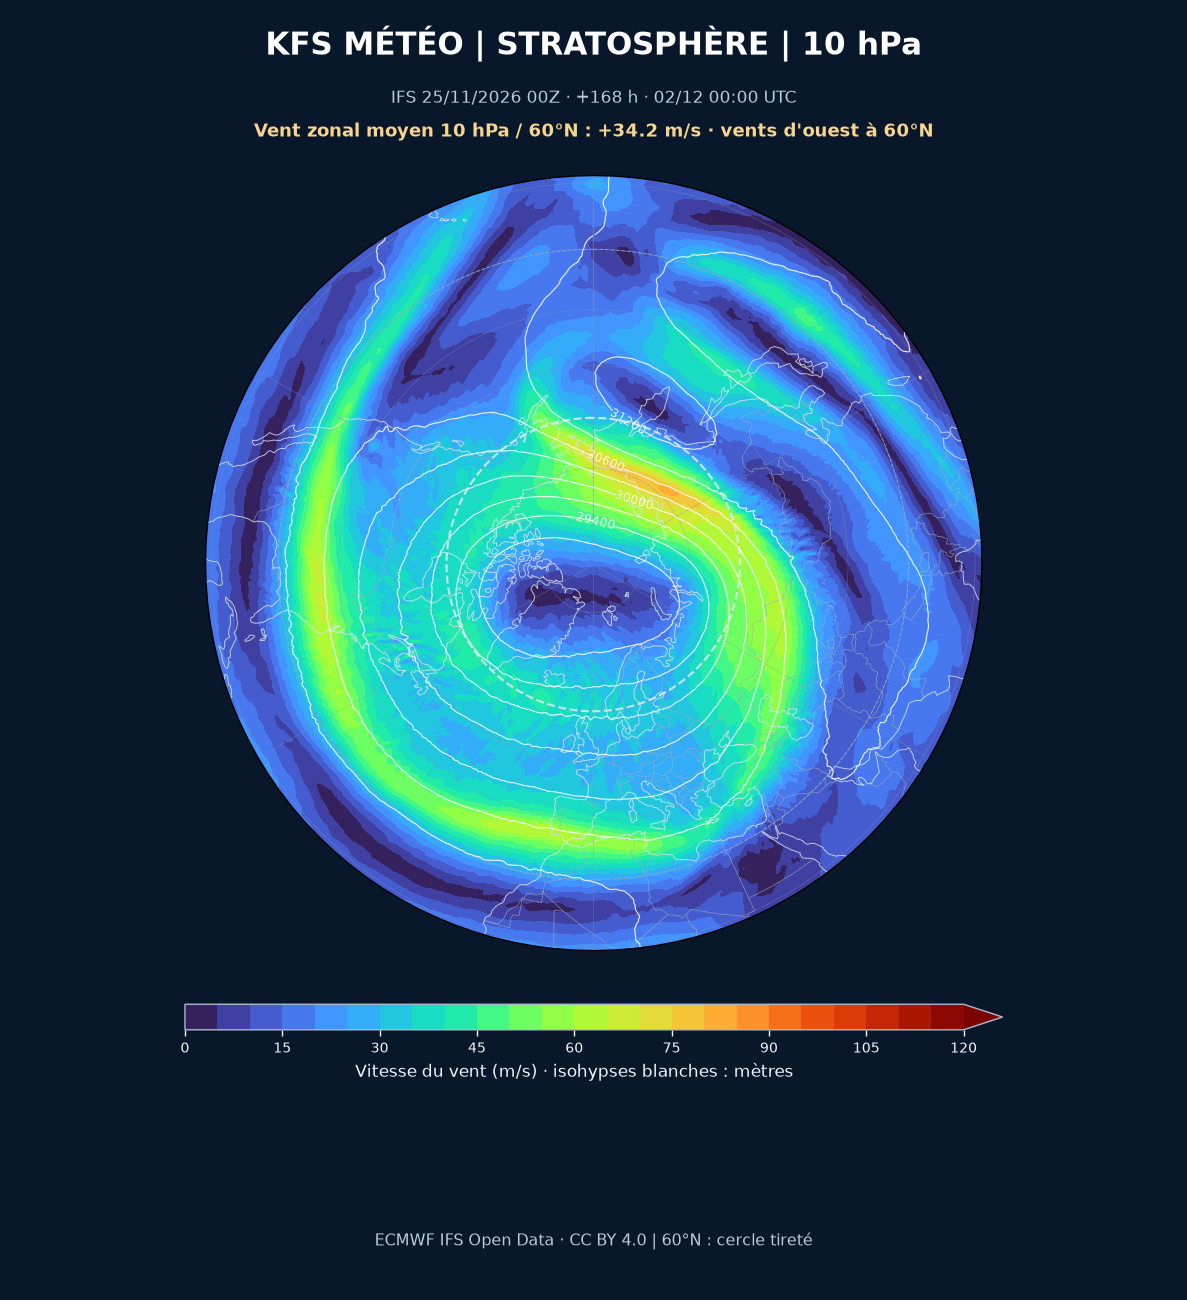 KFS MÉTÉO | STRATOSPHÈRE | 10 hPa
IFS 25/11/2026 00Z · +168 h · 02/12 00:00 UTC
Vent zonal moyen 10 hPa / 60°N : +34.2 m/s · vents d'ouest à 60°N
31200
30600
30000
29400
0 15 30 45 60 75 90 105 120
Vitesse du vent (m/s) · isohypses blanches : mètres
ECMWF IFS Open Data · CC BY 4.0 | 60°N : cercle tireté